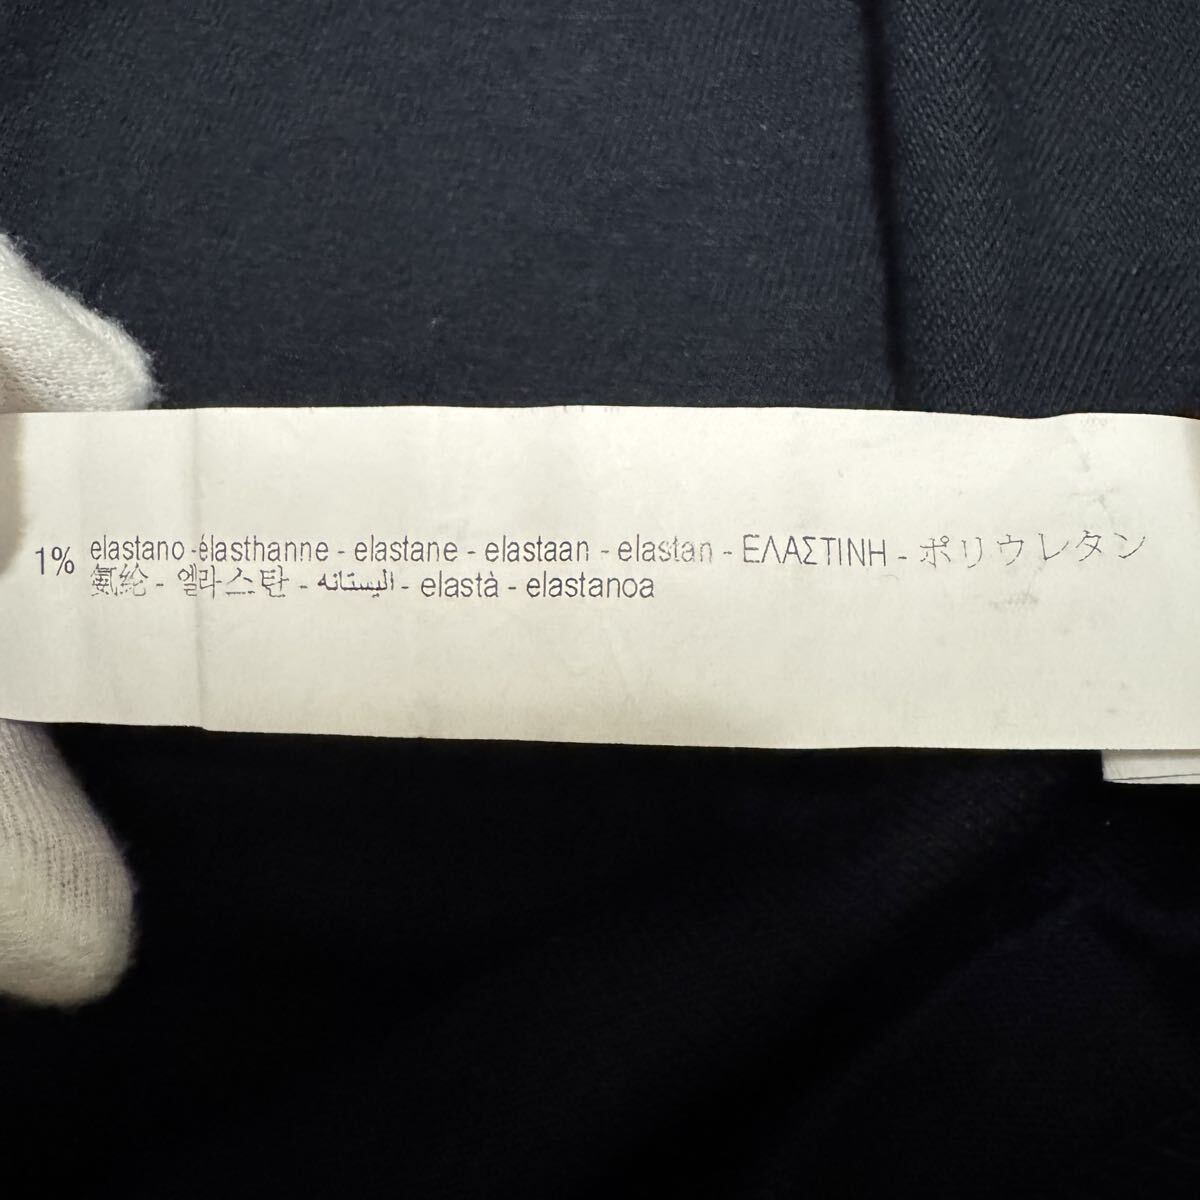 1% elastano - élasthanne - elastane - elastaan - elastan - ΕΛΑΣΤΙΝΗ - ポリウレタン
氨纶 - 엘라스탄 - اليستانه - elastà - elastanoa